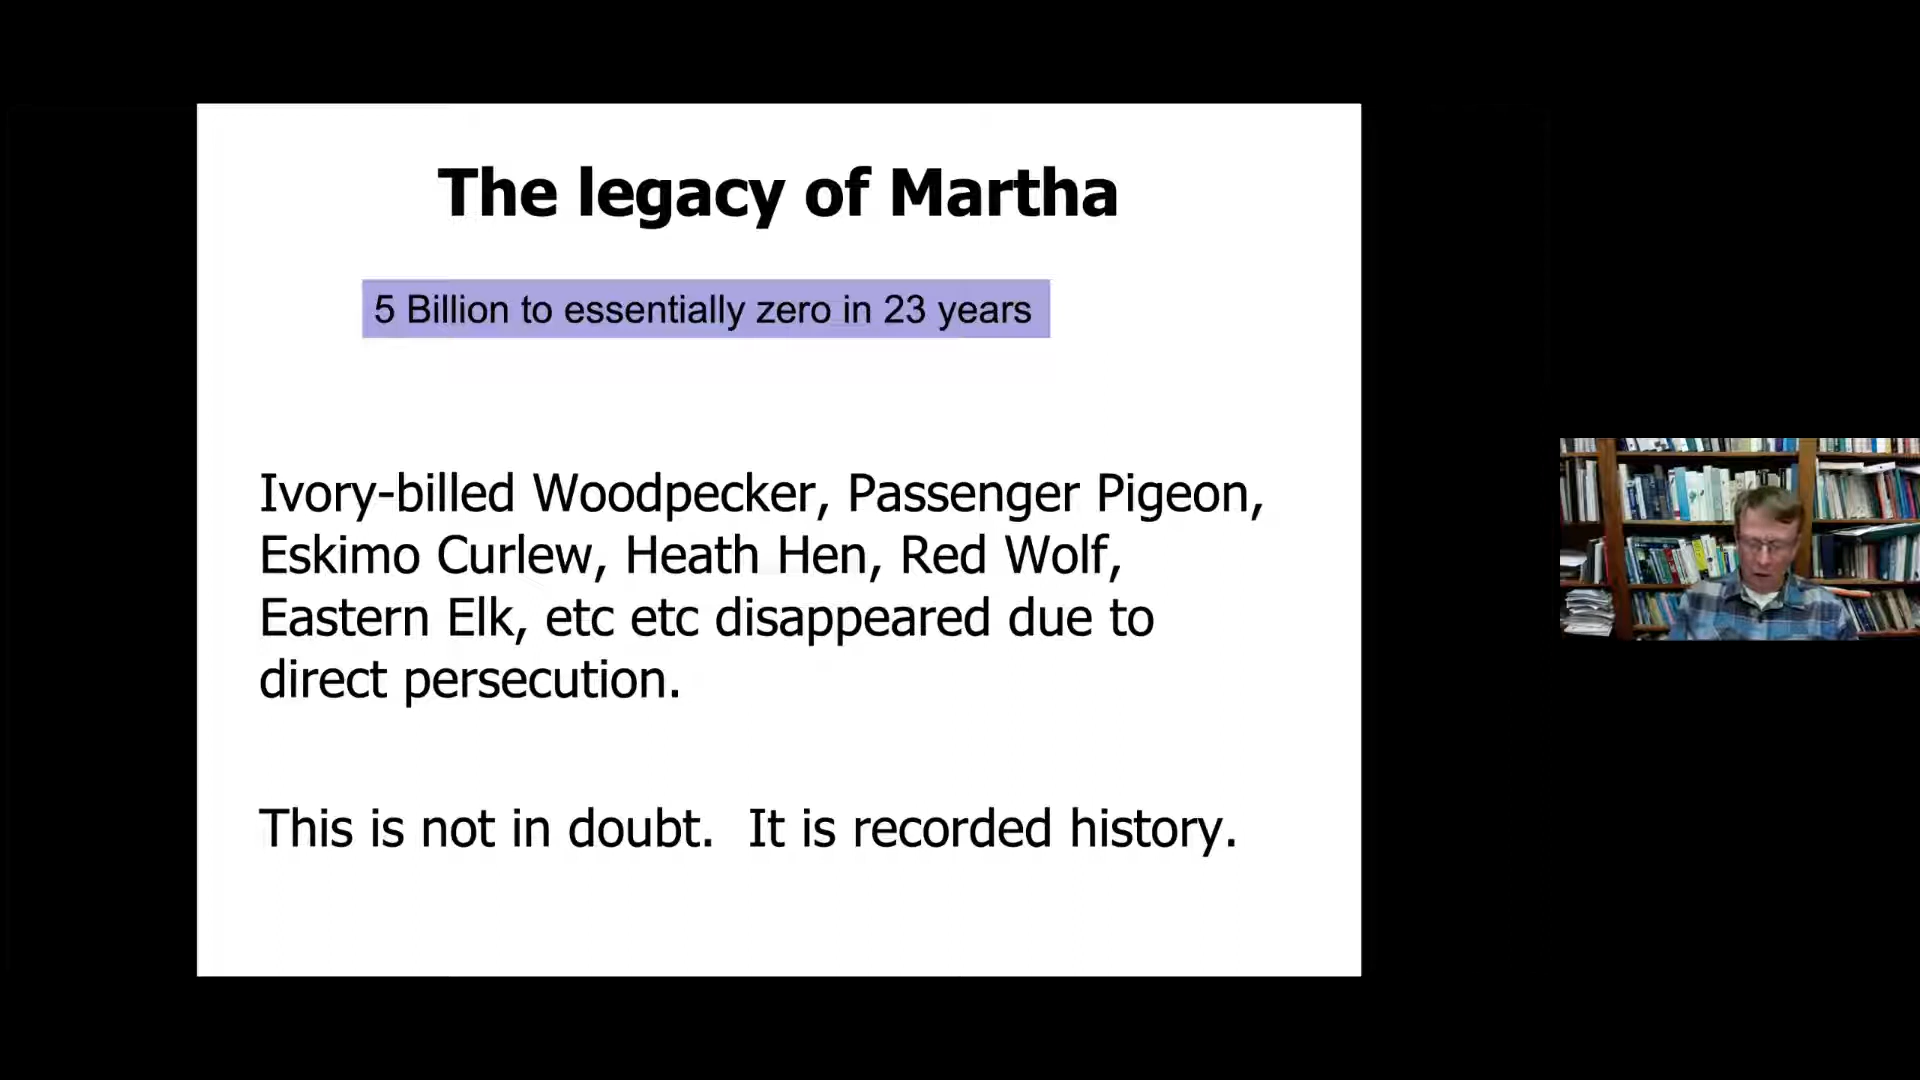 The legacy of Martha
5 Billion to essentially zero in 23 years
Ivory-billed Woodpecker, Passenger Pigeon,
Eskimo Curlew, Heath Hen, Red Wolf,
Eastern Elk, etc etc disappeared due to
direct persecution.
This is not in doubt.  It is recorded history.